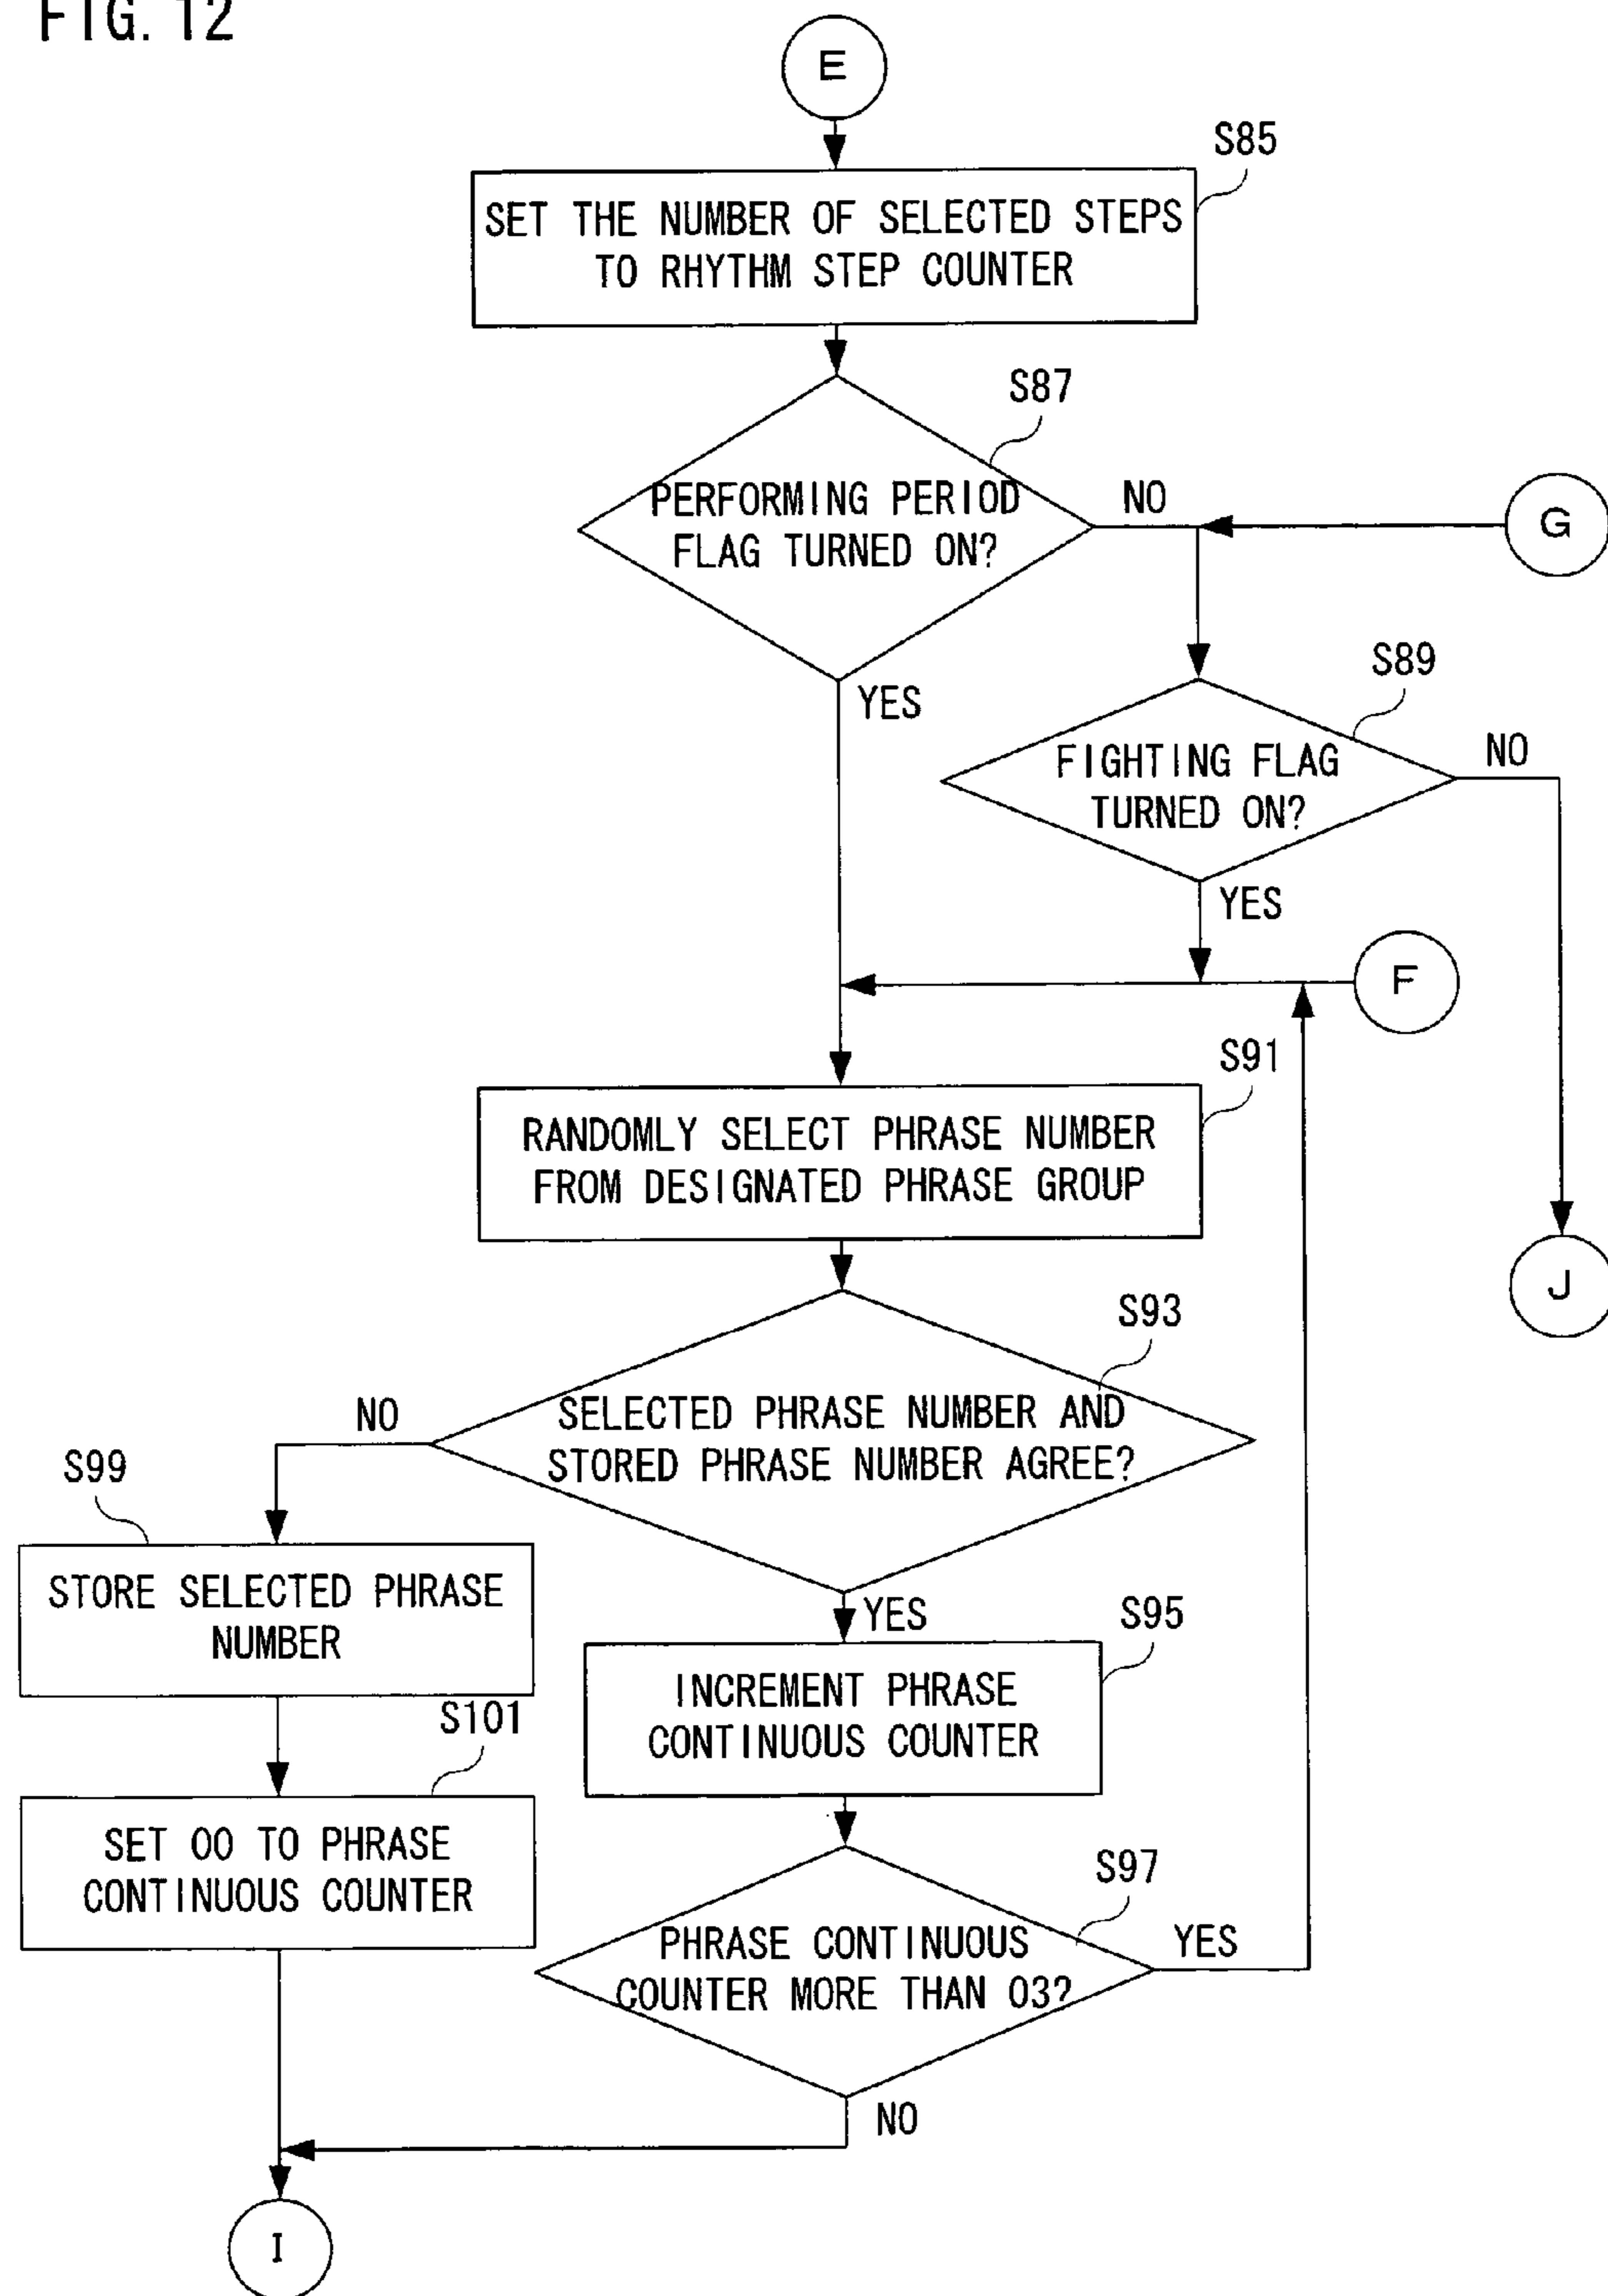 FIG. 12
E
S85
SET THE NUMBER OF SELECTED STEPS
TO RHYTHM STEP COUNTER
S87
PERFORMING PERIOD
FLAG TURNED ON?
NO
G
YES
S89
FIGHTING FLAG
TURNED ON?
NO
YES
F
S91
RANDOMLY SELECT PHRASE NUMBER
FROM DESIGNATED PHRASE GROUP
J
S93
SELECTED PHRASE NUMBER AND
STORED PHRASE NUMBER AGREE?
NO
S99
STORE SELECTED PHRASE
NUMBER
YES
S95
INCREMENT PHRASE
CONTINUOUS COUNTER
S101
SET 00 TO PHRASE
CONTINUOUS COUNTER
S97
PHRASE CONTINUOUS
COUNTER MORE THAN 03?
YES
NO
I